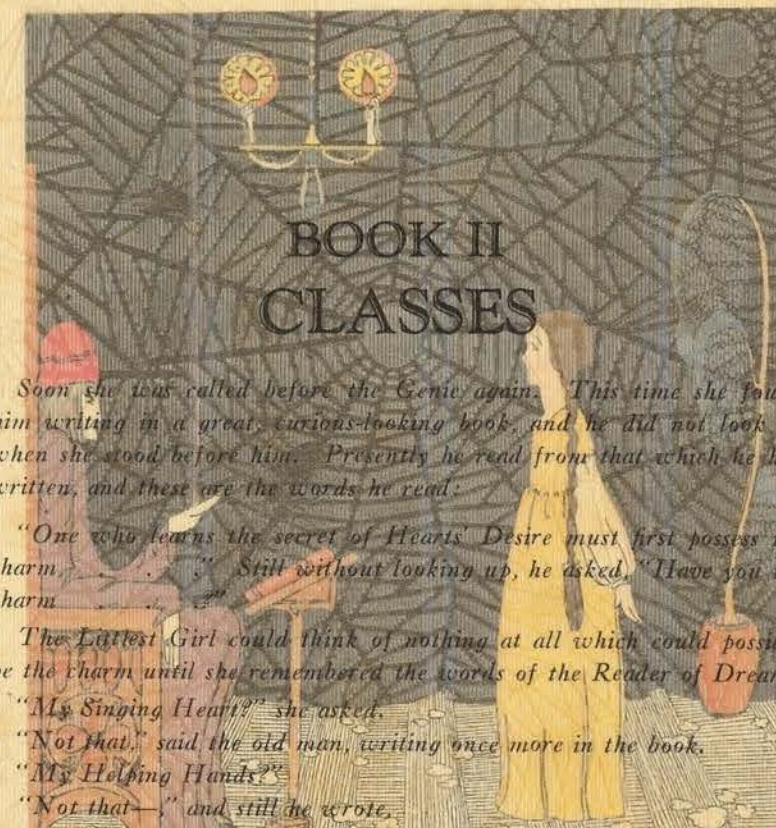 BOOK II
CLASSES
Soon she was called before the Genie again. This time she fou
him writing in a great, curious-looking book, and he did not look
when she stood before him. Presently he read from that which he h
written, and these are the words he read:
"One who learns the secret of Hearts' Desire must first possess
harm, . . . ." Still without looking up, he asked, "Have you
harm . . . . ?"
The Littlest Girl could think of nothing at all which could possi
be the charm until she remembered the words of the Reader of Drea
"My Singing Heart?" she asked.
"Not that," said the old man, writing once more in the book.
"My Helping Hands?"
"Not that—," and still he wrote,